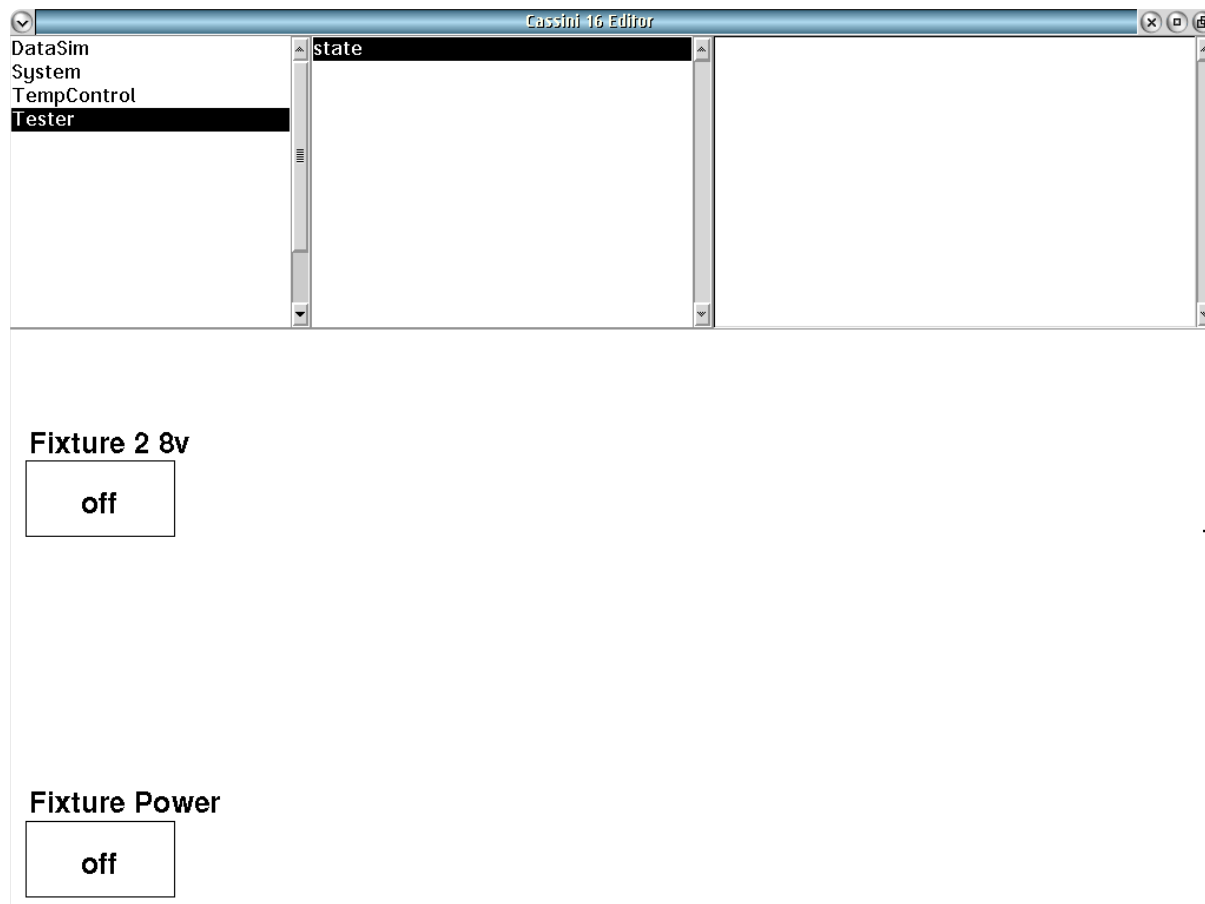 Cassini 16 Editor
DataSim
System
TempControl
Tester
state
Fixture 2 8v
off
Fixture Power
off